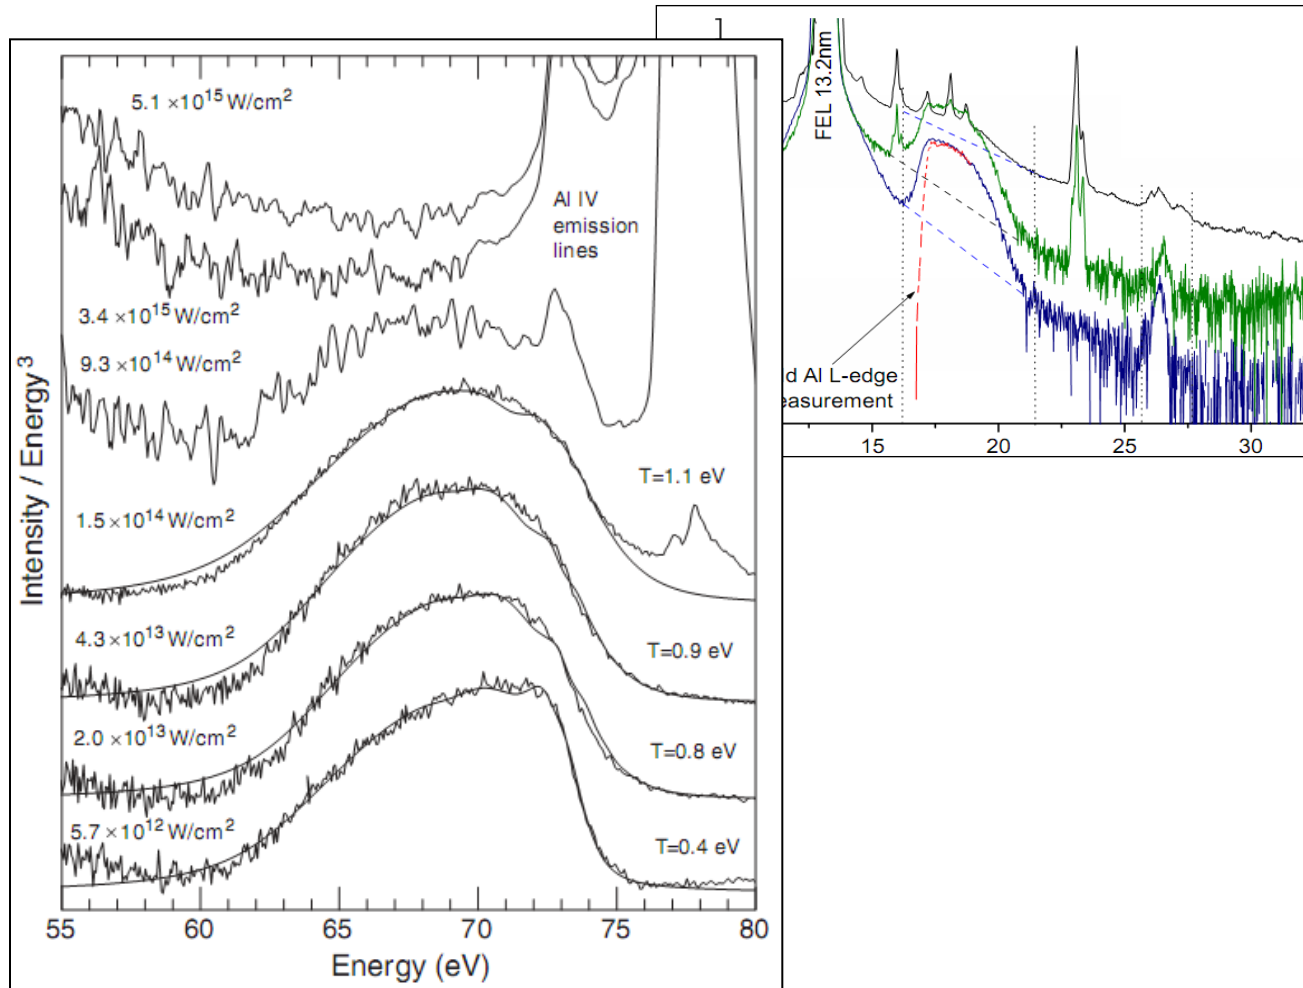 5.1 ×10¹⁵ W/cm²
Al IV
emission
lines
3.4 ×10¹⁵ W/cm²
9.3 ×10¹⁴ W/cm²
T=1.1 eV
1.5 ×10¹⁴ W/cm²
4.3 ×10¹³ W/cm²
T=0.9 eV
2.0 ×10¹³ W/cm²
T=0.8 eV
5.7 ×10¹² W/cm²
T=0.4 eV
Intensity / Energy³
55 60 65 70 75 80
Energy (eV)
FEL 13.2nm
d Al L-edge
easurement
15 20 25 30